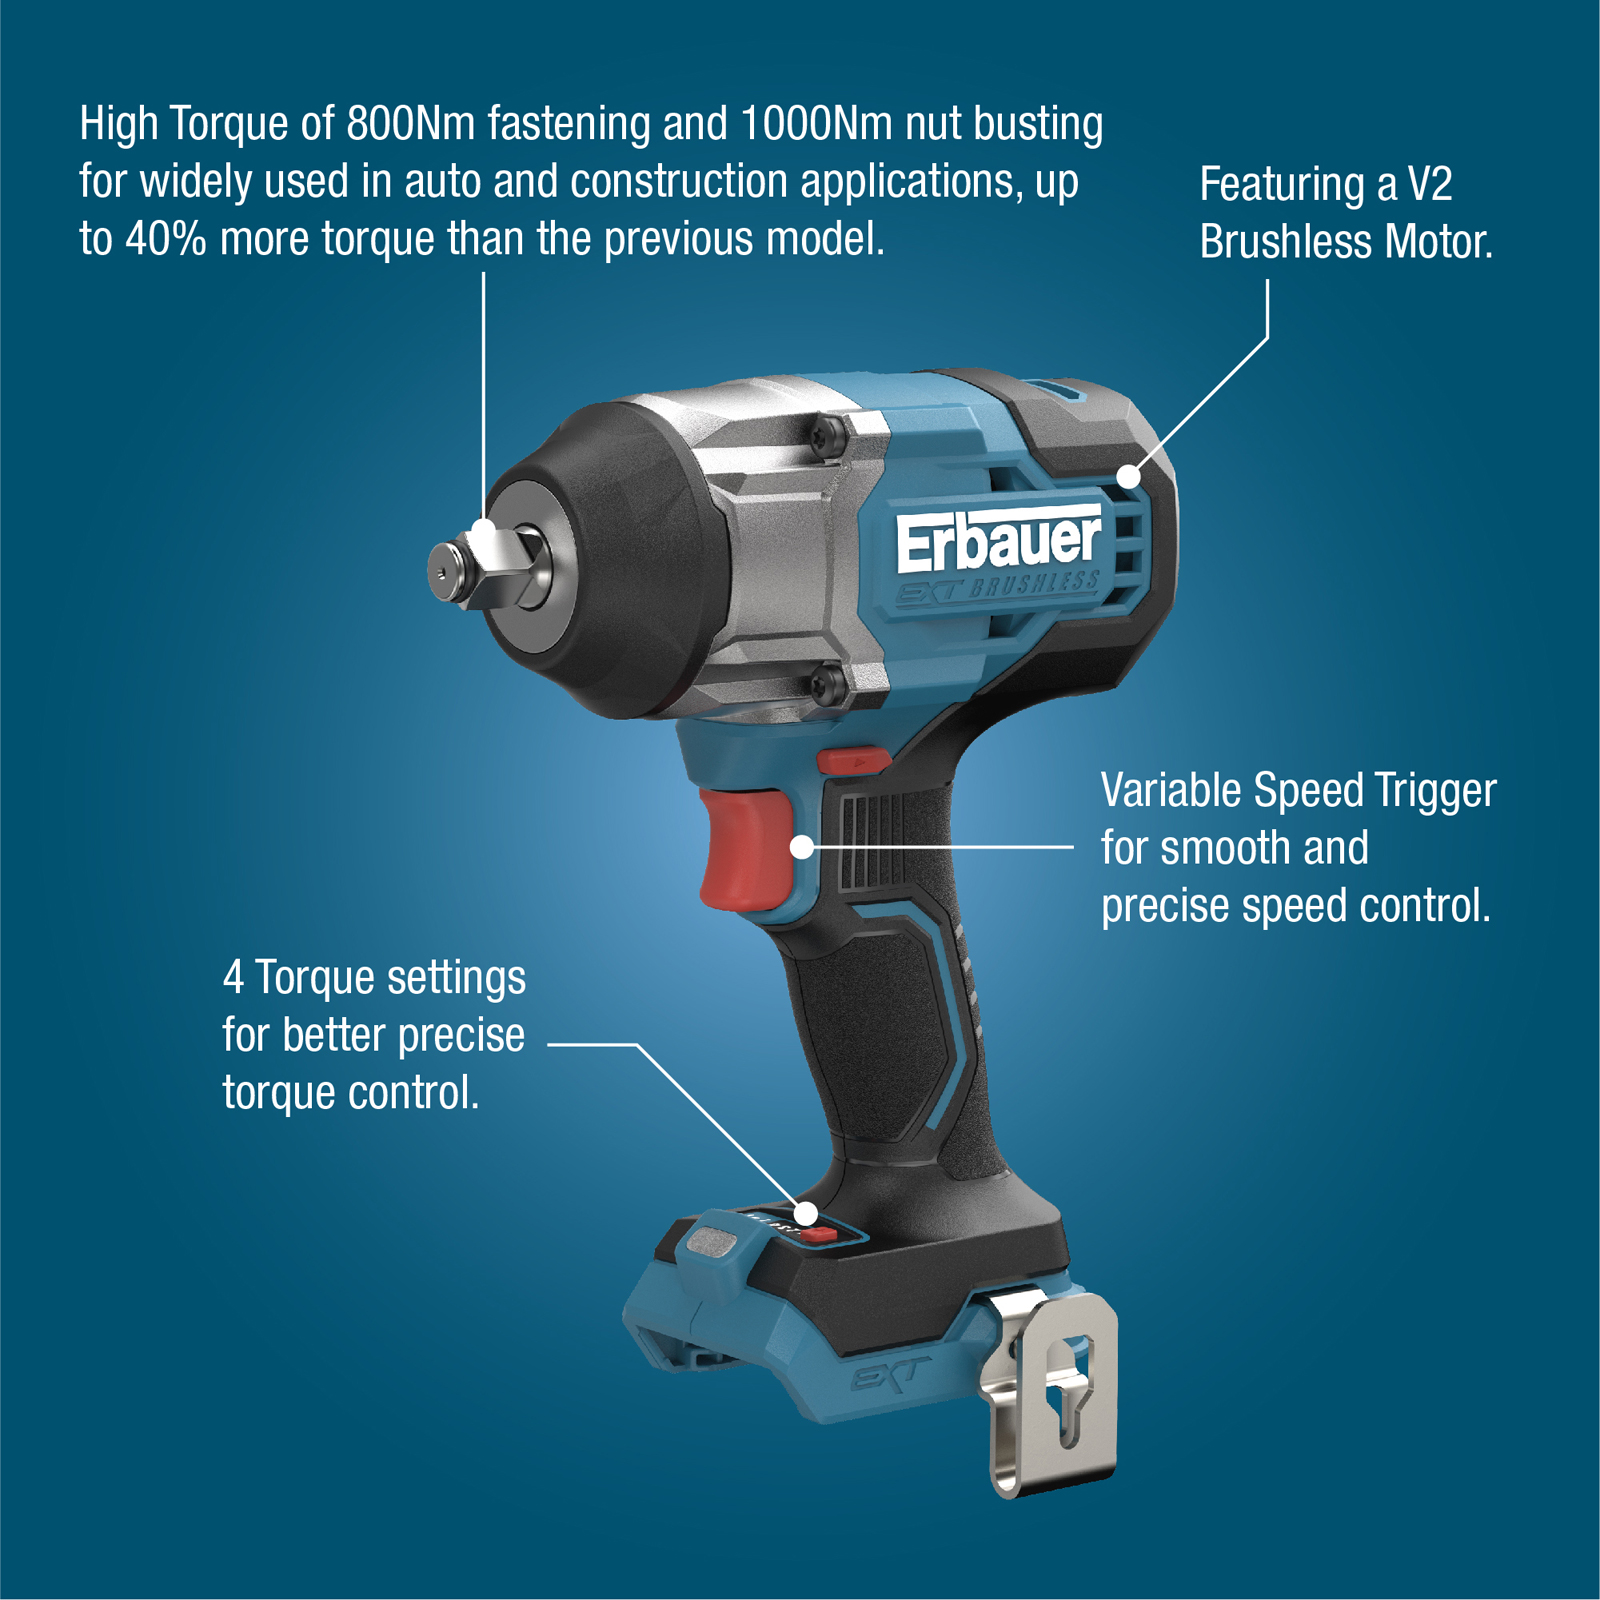 High Torque of 800Nm fastening and 1000Nm nut busting
for widely used in auto and construction applications, up
to 40% more torque than the previous model.
Featuring a V2
Brushless Motor.
Erbauer
EXT BRUSHLESS
Variable Speed Trigger
for smooth and
precise speed control.
4 Torque settings
for better precise
torque control.
EXT